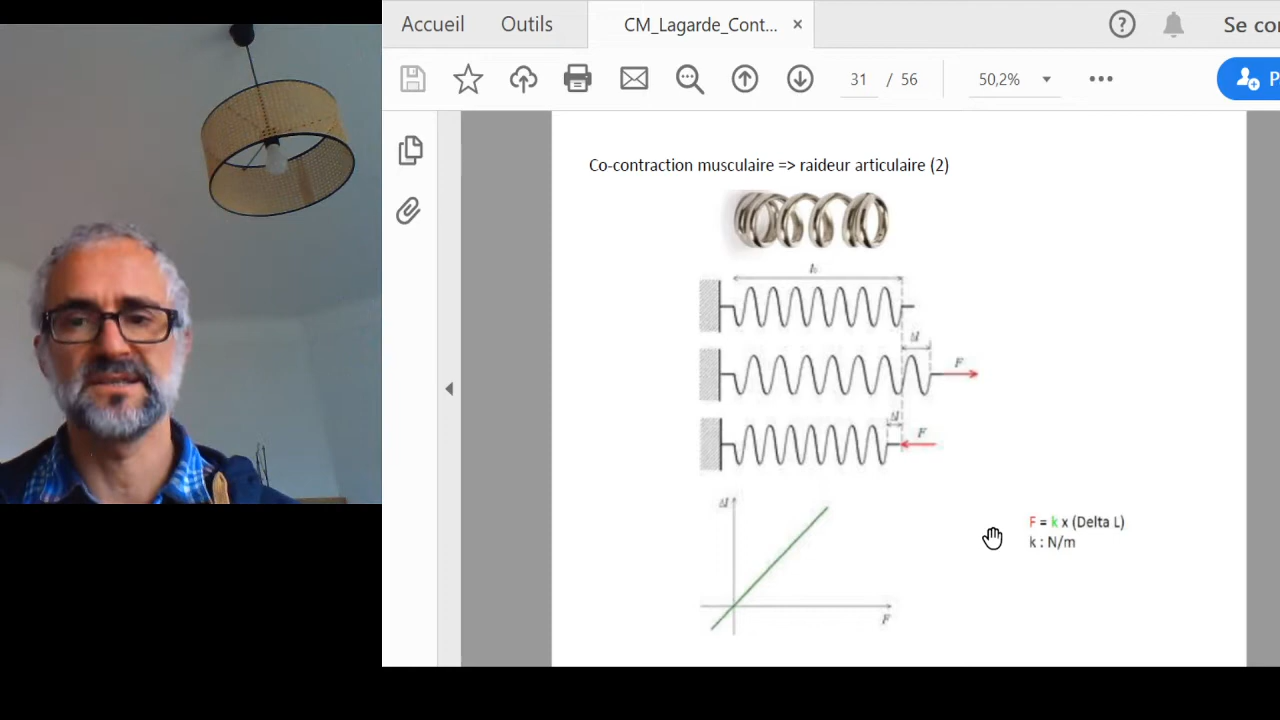 Accueil
Outils
CM_Lagarde_Cont...
×
?
Se co
31 / 56
50,2%
P
Co-contraction musculaire => raideur articulaire (2)
F
F
F = k x (Delta L)
k : N/m
F